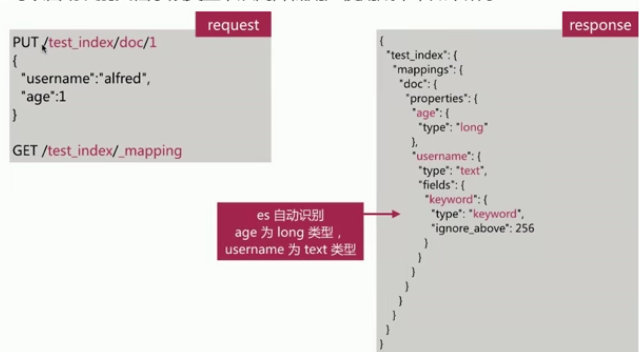 request
PUT /test_index/doc/1
{
"username":"alfred",
"age":1
}
GET /test_index/_mapping
response
{
"test_index": {
"mappings": {
"doc": {
"properties": {
"age": {
"type": "long"
},
"username": {
"type": "text",
"fields": {
"keyword": {
"type": "keyword",
"ignore_above": 256
}
}
}
}
}
}
}
}
es 自动识别
age 为 long 类型，
username 为 text 类型